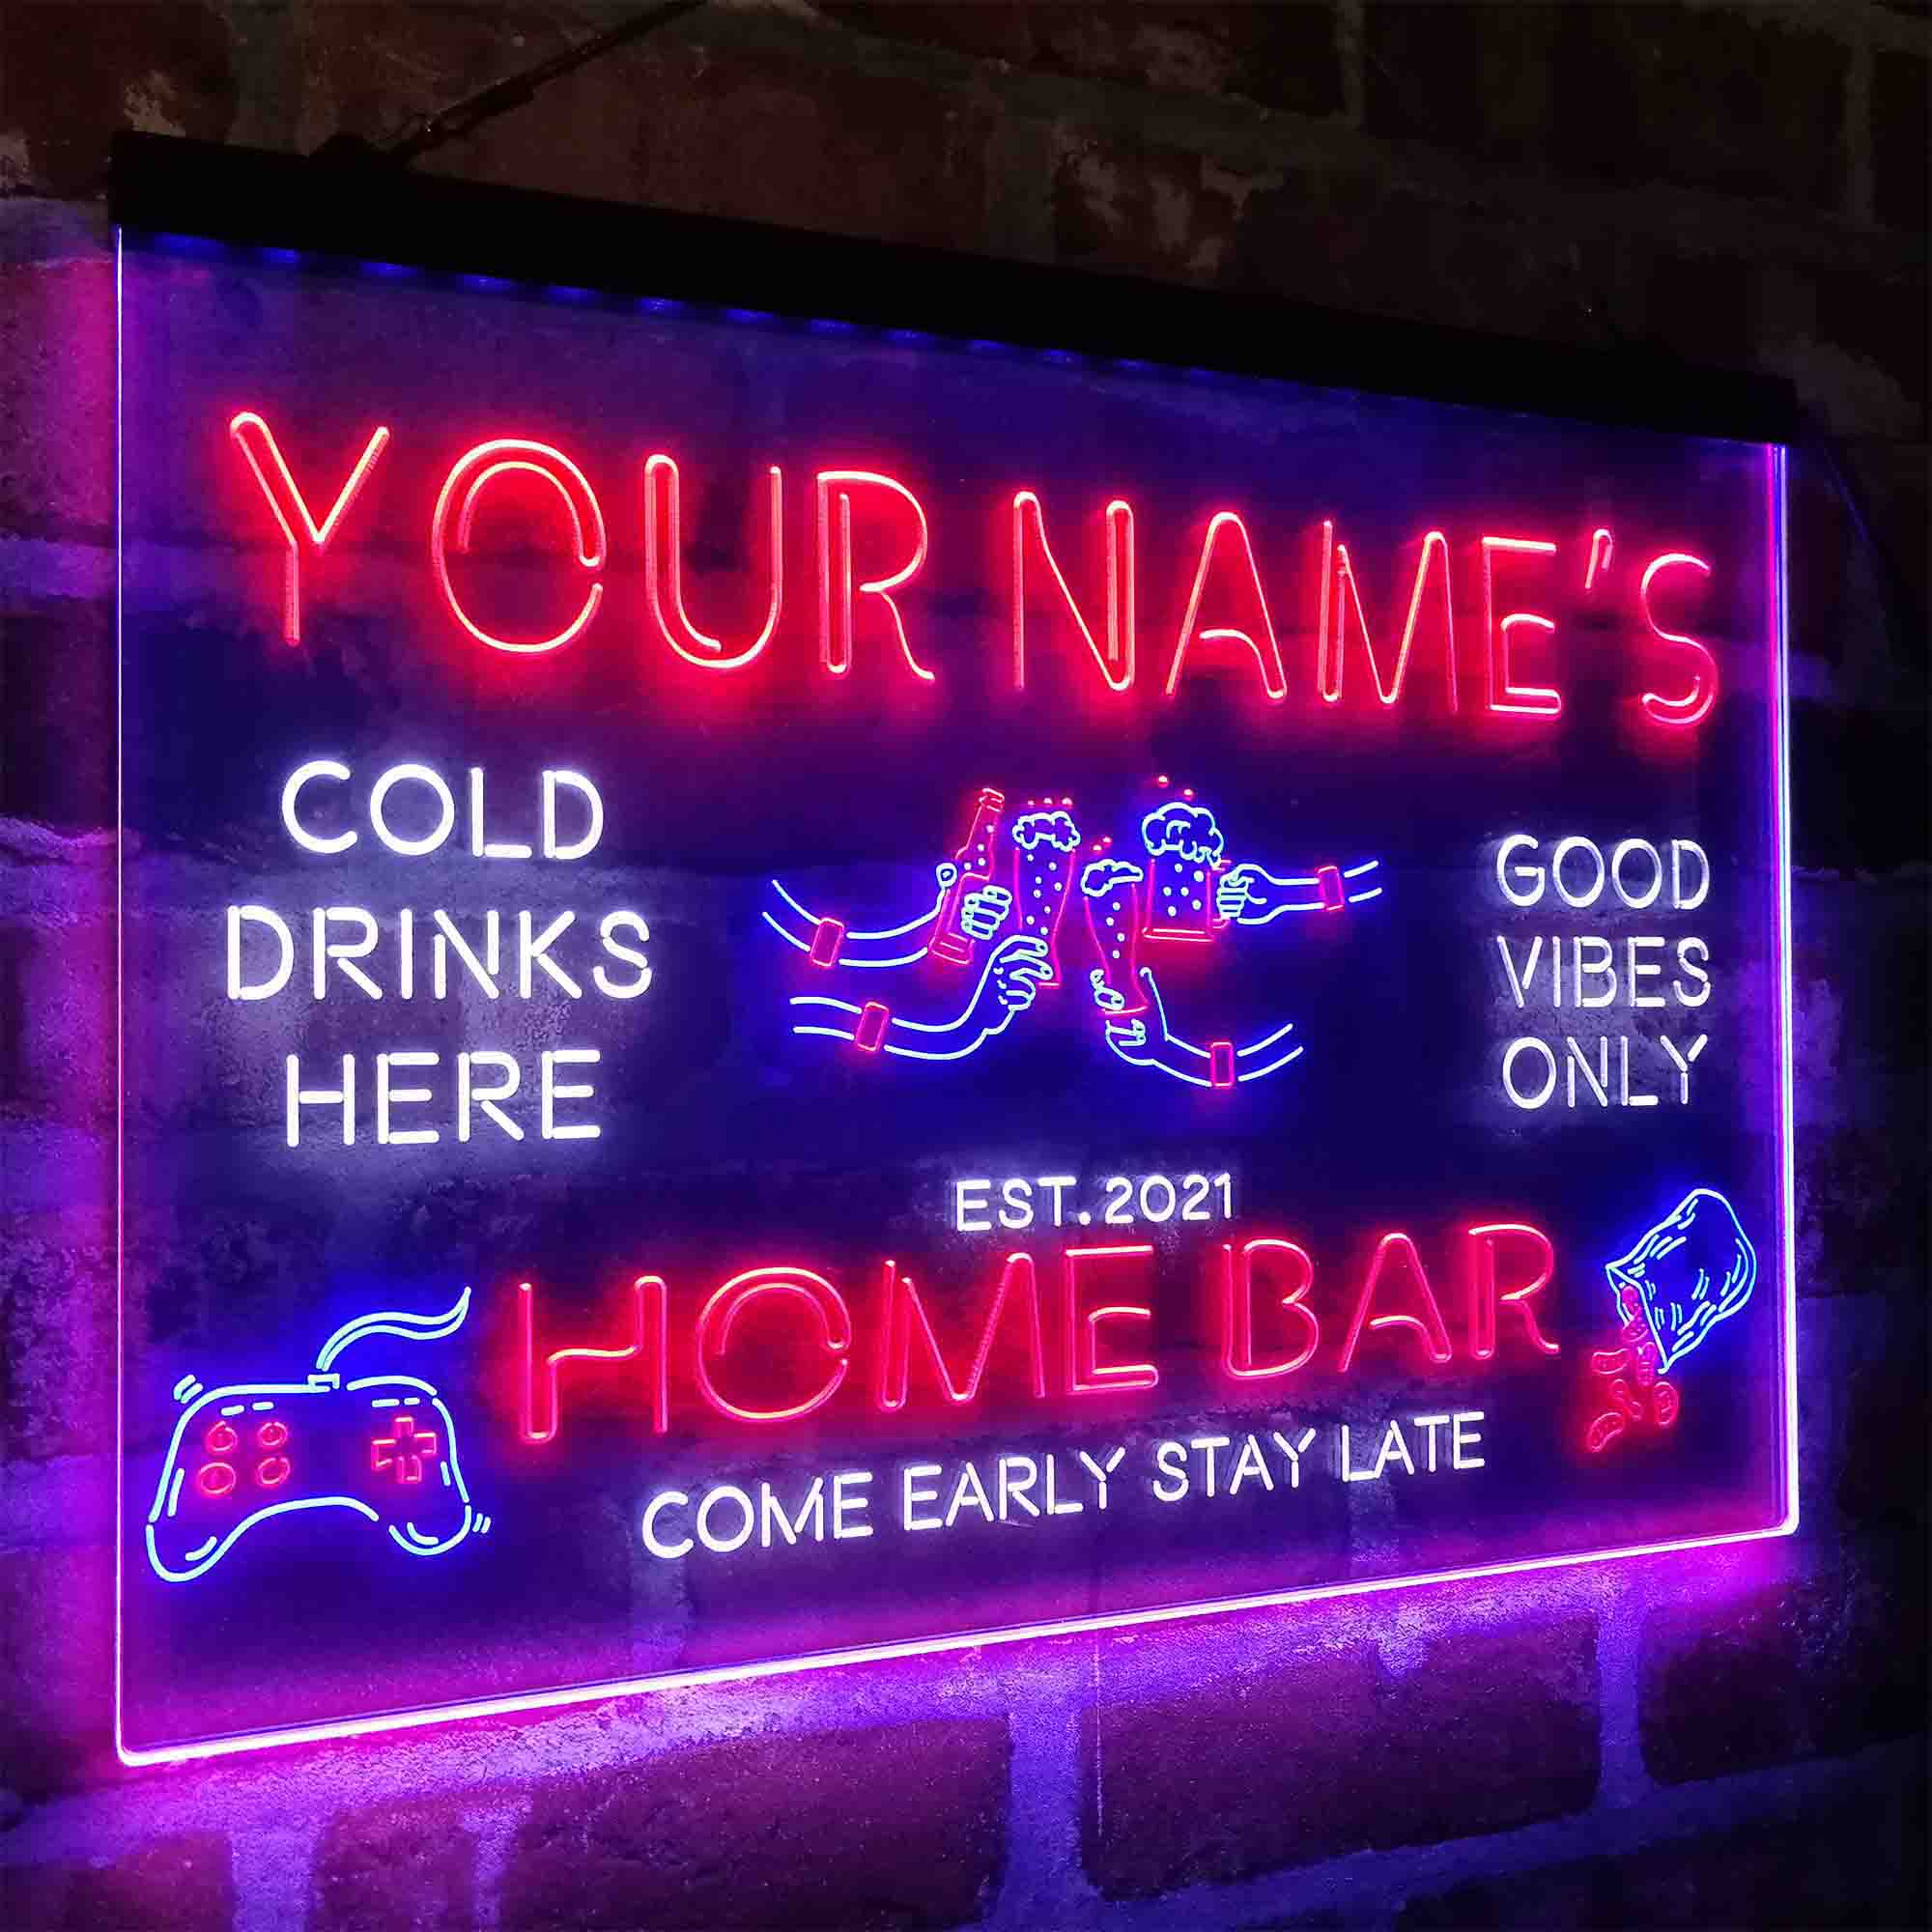 YOUR NAME'S
COLD
DRINKS
HERE
GOOD
VIBES
ONLY
EST.2021
HOME BAR
COME EARLY STAY LATE